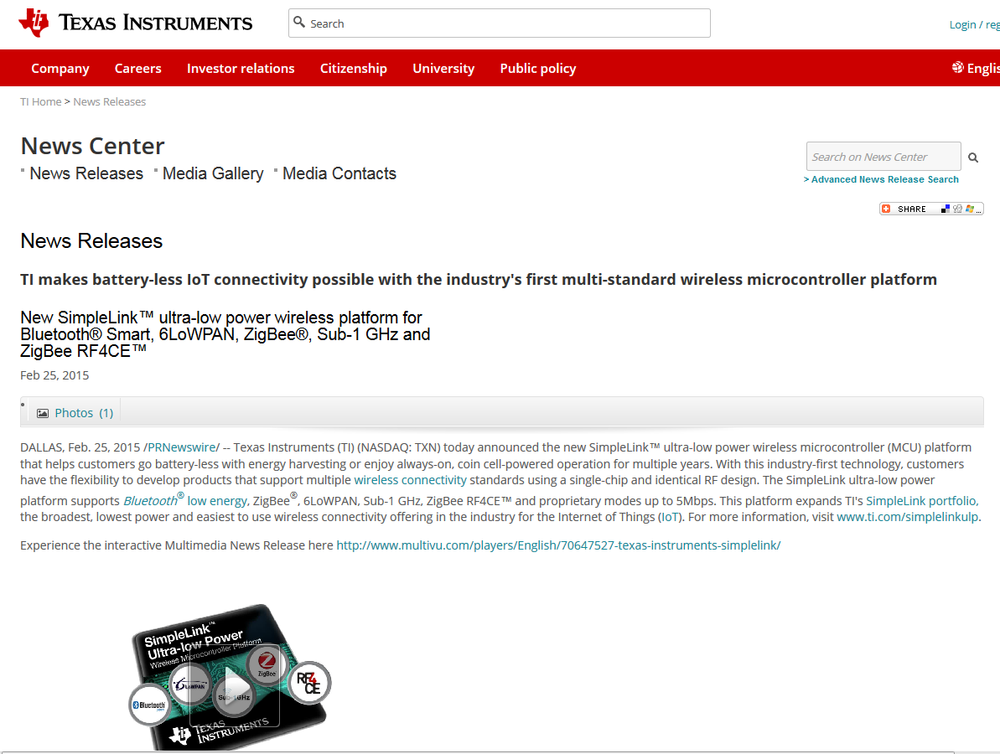 TEXAS INSTRUMENTS
Search
Login / reg
Company Careers Investor relations Citizenship University Public policy Englis
TI Home > News Releases
News Center
News Releases Media Gallery Media Contacts
Search on News Center
> Advanced News Release Search
SHARE ...
News Releases
TI makes battery-less IoT connectivity possible with the industry's first multi-standard wireless microcontroller platform
New SimpleLink™ ultra-low power wireless platform for
Bluetooth® Smart, 6LoWPAN, ZigBee®, Sub-1 GHz and
ZigBee RF4CE™
Feb 25, 2015
Photos (1)
DALLAS, Feb. 25, 2015 /PRNewswire/ -- Texas Instruments (TI) (NASDAQ: TXN) today announced the new SimpleLink™ ultra-low power wireless microcontroller (MCU) platform
that helps customers go battery-less with energy harvesting or enjoy always-on, coin cell-powered operation for multiple years. With this industry-first technology, customers
have the flexibility to develop products that support multiple wireless connectivity standards using a single-chip and identical RF design. The SimpleLink ultra-low power
platform supports Bluetooth® low energy, ZigBee®, 6LoWPAN, Sub-1 GHz, ZigBee RF4CE™ and proprietary modes up to 5Mbps. This platform expands TI's SimpleLink portfolio,
the broadest, lowest power and easiest to use wireless connectivity offering in the industry for the Internet of Things (IoT). For more information, visit www.ti.com/simplelinkulp.
Experience the interactive Multimedia News Release here http://www.multivu.com/players/English/70647527-texas-instruments-simplelink/
SimpleLink™
Ultra-low Power
Wireless Microcontroller Platform
ZigBee
6LoWPAN
RF4CE
Sub-1GHz
Bluetooth
TEXAS
INSTRUMENTS